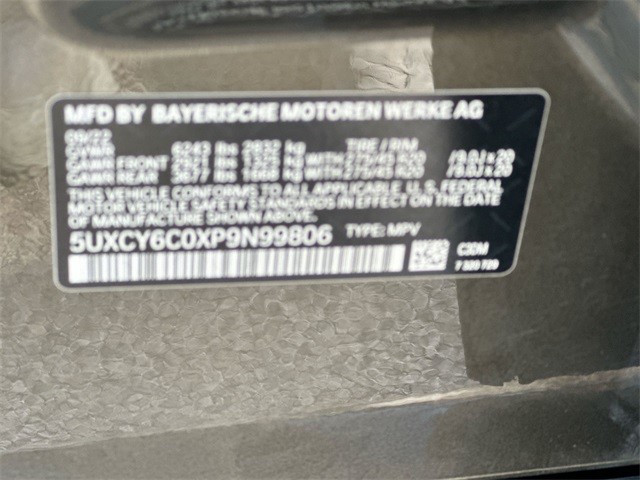 MFD BY BAYERISCHE MOTOREN WERKE AG
09/22 TIRE / RIM
GVWR 6243 lbs 2832 kg
GAWR FRONT 2921 lbs 1325 kg WITH 275/45 R20 /9.0J x 20
GAWR REAR 3677 lbs 1668 kg WITH 275/45 R20 /9.0J x 20
THIS VEHICLE CONFORMS TO ALL APPLICABLE U.S. FEDERAL
MOTOR VEHICLE SAFETY STANDARDS IN EFFECT ON THE DATE
OF MANUFACTURE SHOWN ABOVE.
5UXCY6C0XP9N99806 TYPE: MPV
7 320 729